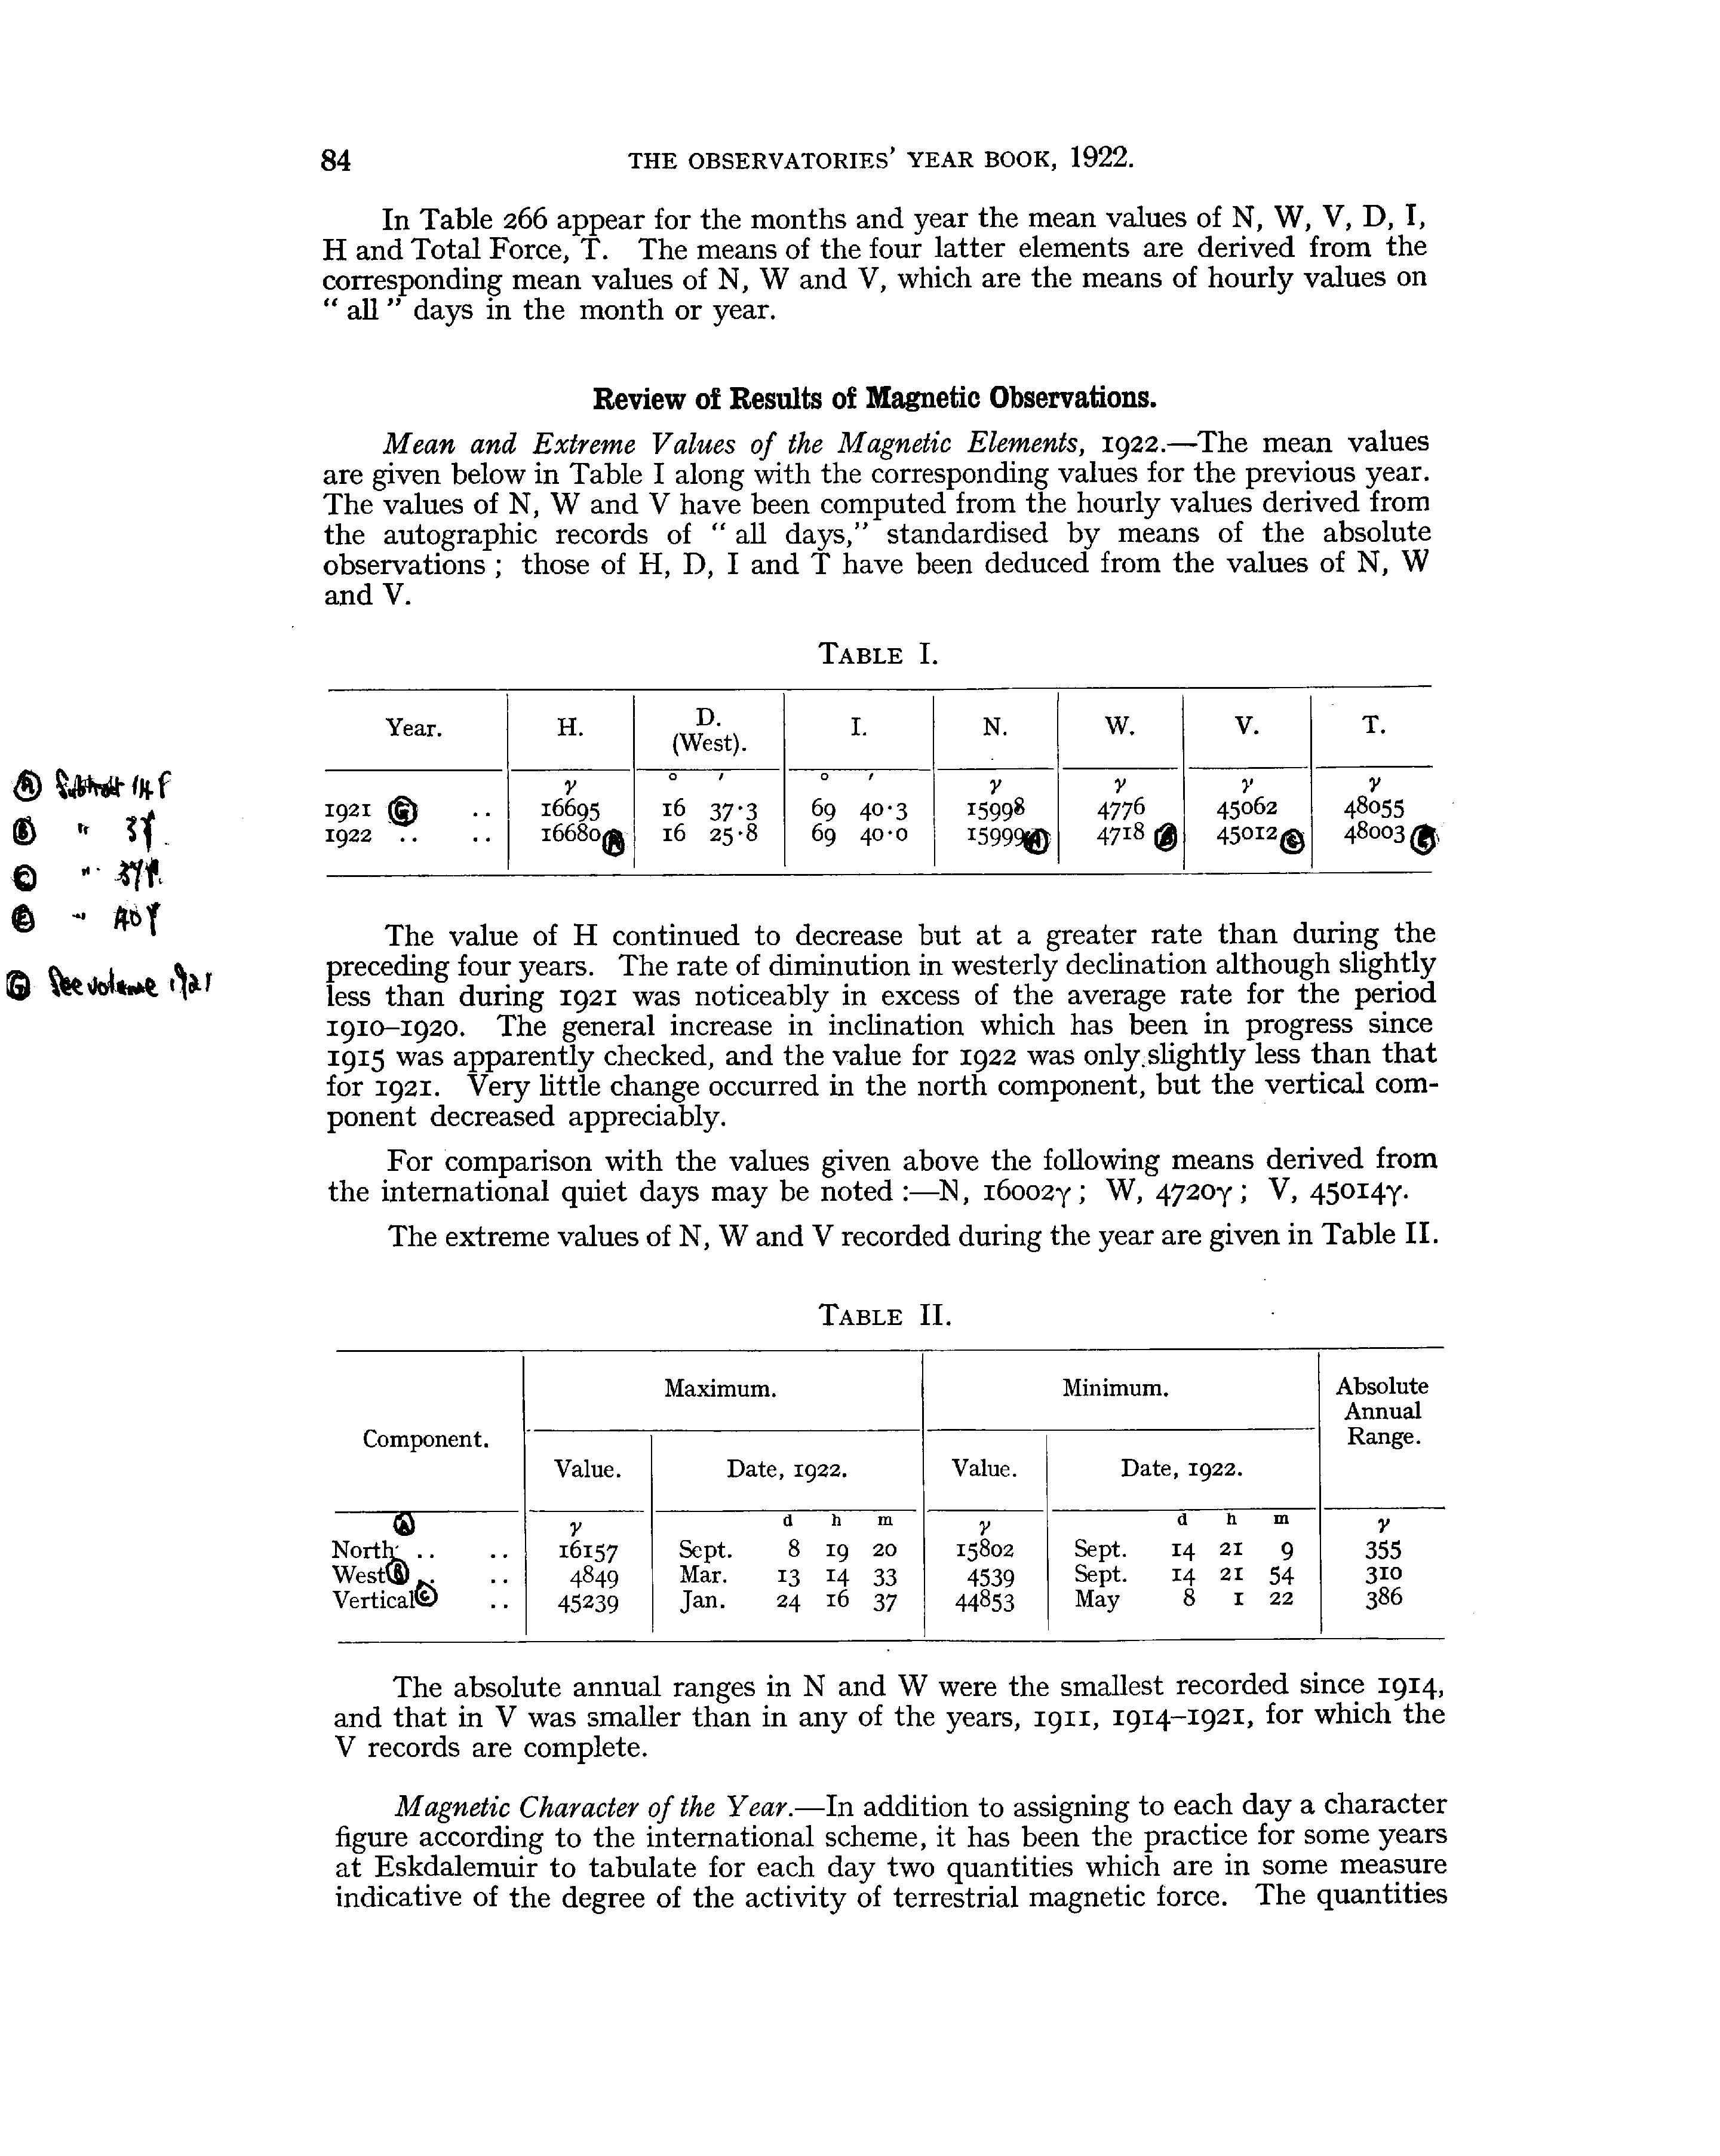 84 THE OBSERVATORIES' YEAR BOOK, 1922.
In Table 266 appear for the months and year the mean values of N, W, V, D, I,
H and Total Force, T. The means of the four latter elements are derived from the
corresponding mean values of N, W and V, which are the means of hourly values on
“ all ” days in the month or year.
Review of Results of Magnetic Observations.
Mean and Extreme Values of the Magnetic Elements, 1922.—The mean values
are given below in Table I along with the corresponding values for the previous year.
The values of N, W and V have been computed from the hourly values derived from
the autographic records of “ all days,” standardised by means of the absolute
observations ; those of H, D, I and T have been deduced from the values of N, W
and V.
TABLE I.
Year. H. D. (West). I. N. W. V. T.
γ ° ′ ° ′ γ γ γ γ
1921 Ⓖ .. 16695 16 37·3 69 40·3 15998 4776 45062 48055
1922 .. .. 16680 Ⓐ 16 25·8 69 40·0 15999 Ⓐ 4718 Ⓑ 45012 Ⓒ 48003 Ⓔ
Ⓐ Subtract 14 γ
Ⓑ " 3γ.
Ⓒ " 37γ.
Ⓔ " 40γ
Ⓖ See volume 1921
The value of H continued to decrease but at a greater rate than during the
preceding four years. The rate of diminution in westerly declination although slightly
less than during 1921 was noticeably in excess of the average rate for the period
1910–1920. The general increase in inclination which has been in progress since
1915 was apparently checked, and the value for 1922 was only slightly less than that
for 1921. Very little change occurred in the north component, but the vertical com-
ponent decreased appreciably.
For comparison with the values given above the following means derived from
the international quiet days may be noted :—N, 16002γ ; W, 4720γ ; V, 45014γ.
The extreme values of N, W and V recorded during the year are given in Table II.
TABLE II.
Component. Maximum. Minimum. Absolute Annual Range.
Value. Date, 1922. Value. Date, 1922.
Ⓐ γ d h m γ d h m γ
North .. .. 16157 Sept. 8 19 20 15802 Sept. 14 21 9 355
West Ⓑ .. .. 4849 Mar. 13 14 33 4539 Sept. 14 21 54 310
Vertical Ⓒ .. 45239 Jan. 24 16 37 44853 May 8 1 22 386
The absolute annual ranges in N and W were the smallest recorded since 1914,
and that in V was smaller than in any of the years, 1911, 1914–1921, for which the
V records are complete.
Magnetic Character of the Year.—In addition to assigning to each day a character
figure according to the international scheme, it has been the practice for some years
at Eskdalemuir to tabulate for each day two quantities which are in some measure
indicative of the degree of the activity of terrestrial magnetic force. The quantities